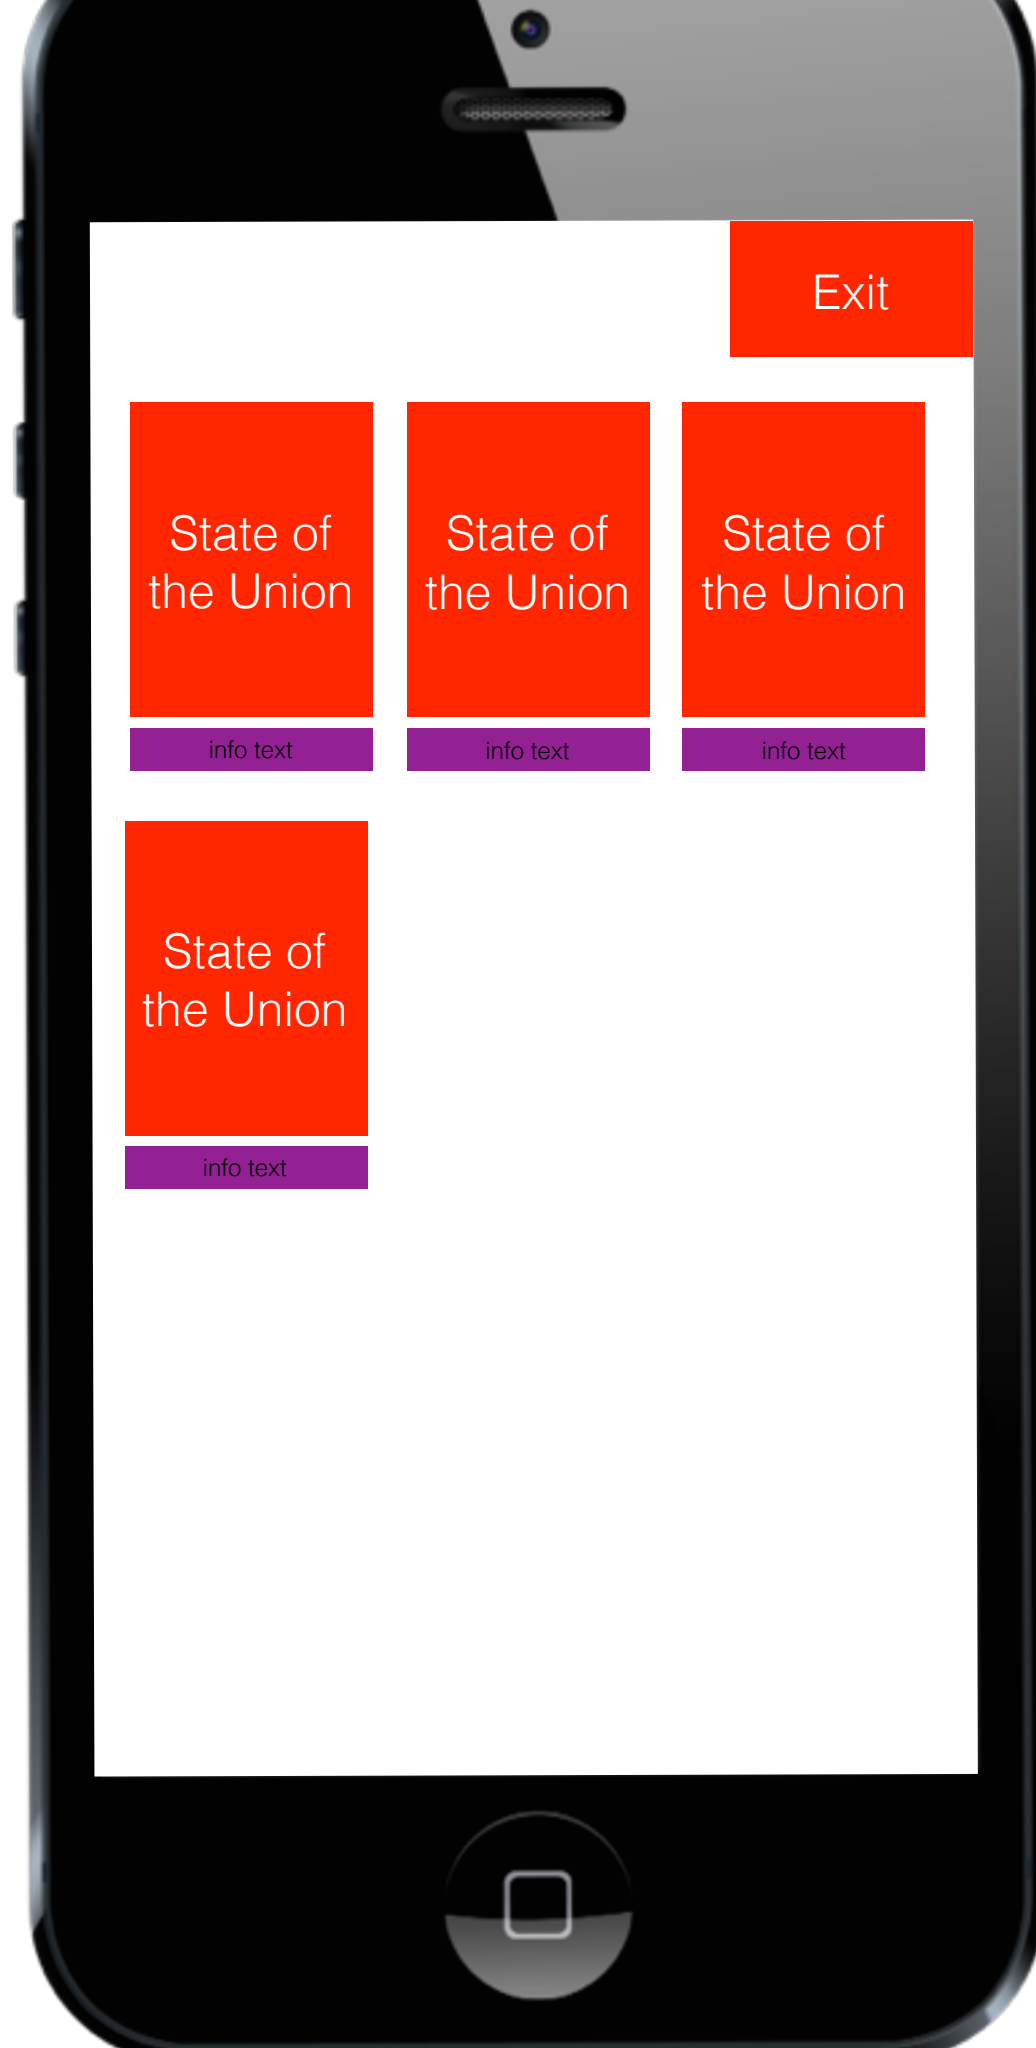 Exit
State of
the Union
State of
the Union
State of
the Union
info text
info text
info text
State of
the Union
info text